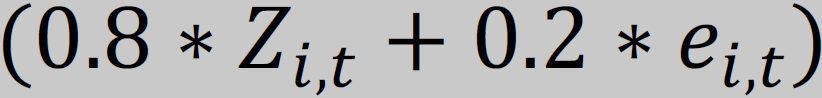 (0.8 * Z_{i,t} + 0.2 * e_{i,t})